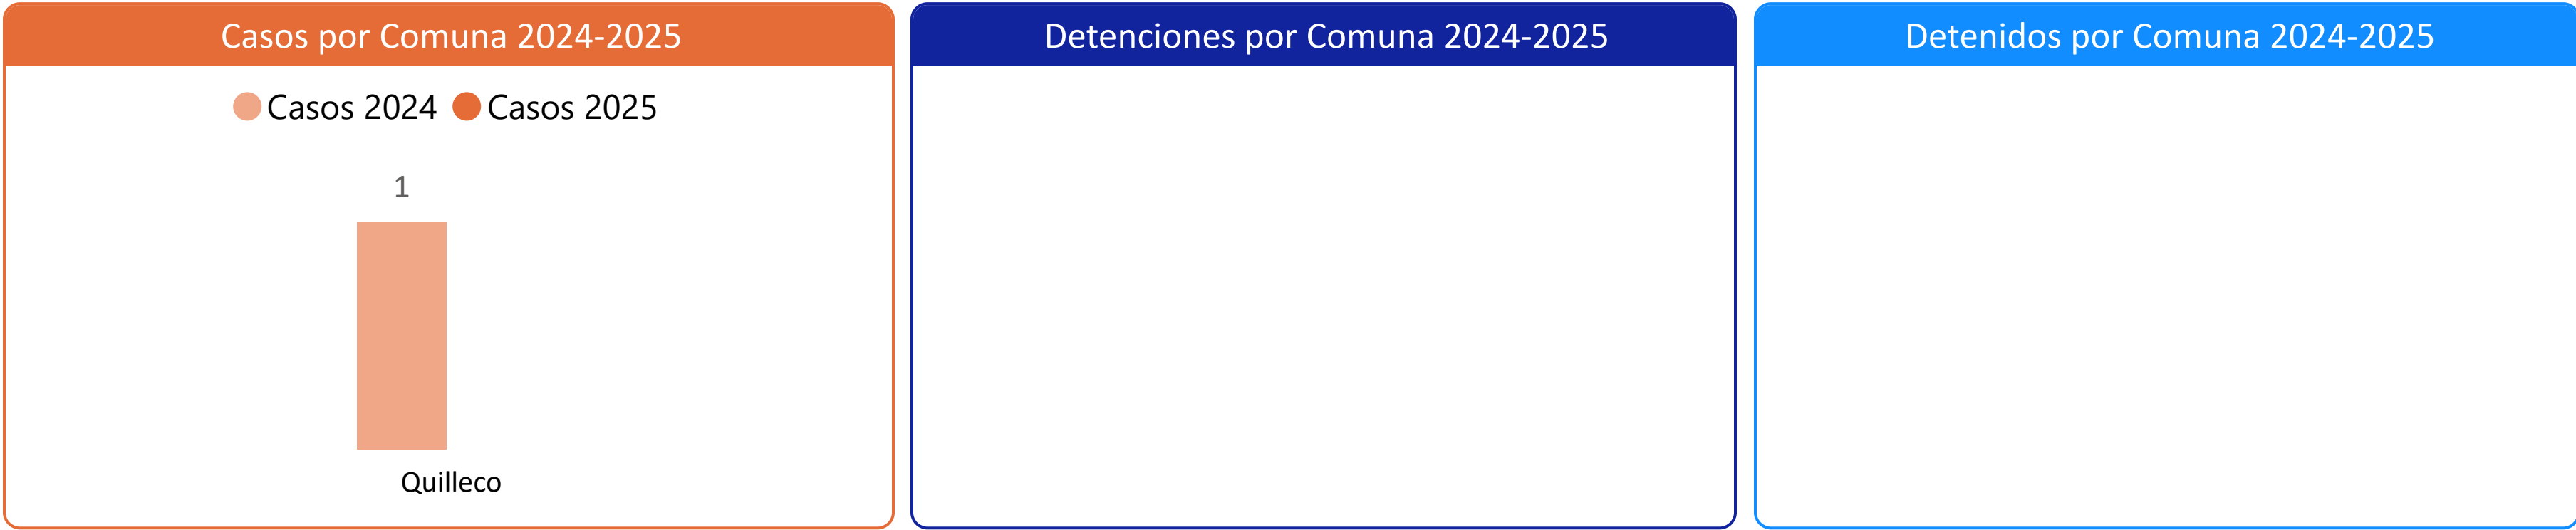 Casos por Comuna 2024-2025
Casos 2024 Casos 2025
1
Quilleco
Detenciones por Comuna 2024-2025
Detenidos por Comuna 2024-2025